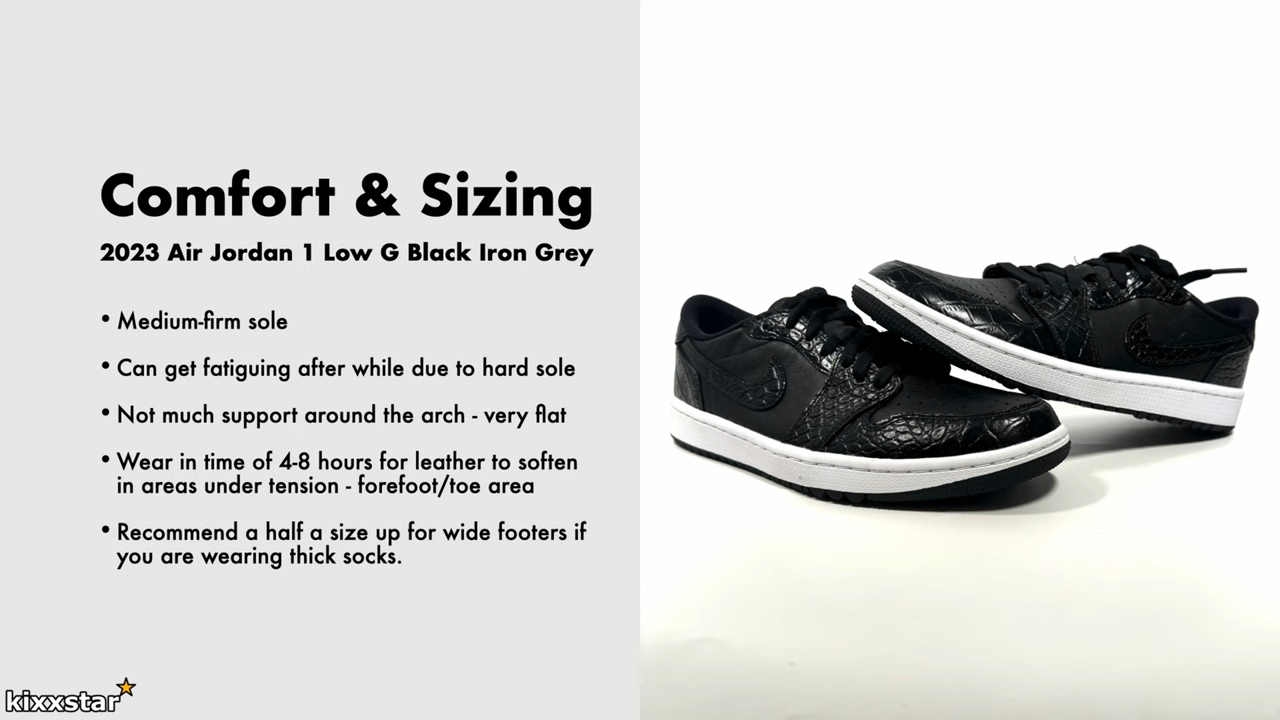 Comfort & Sizing
2023 Air Jordan 1 Low G Black Iron Grey
• Medium-firm sole
• Can get fatiguing after while due to hard sole
• Not much support around the arch - very flat
• Wear in time of 4-8 hours for leather to soften
in areas under tension - forefoot/toe area
• Recommend a half a size up for wide footers if
you are wearing thick socks.
kixxstar